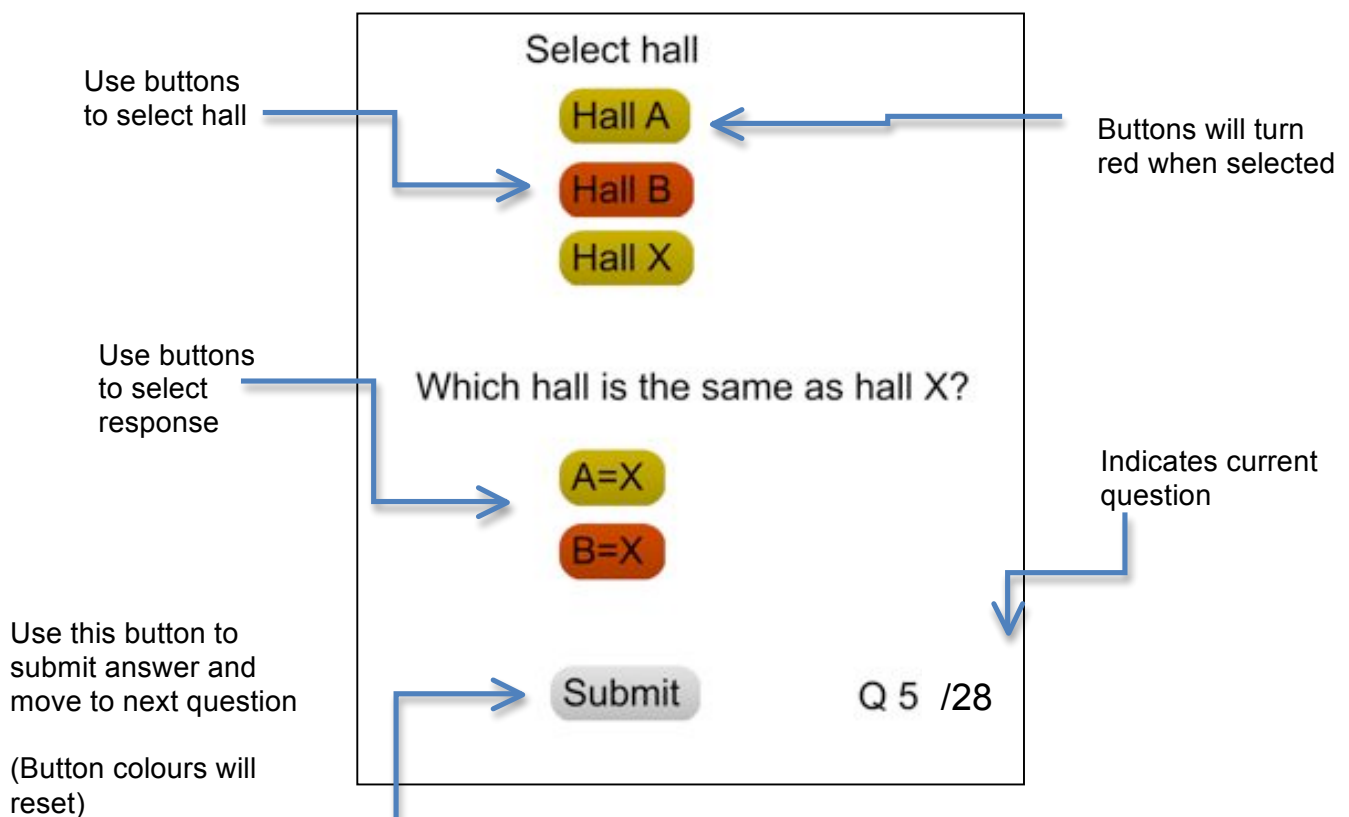 Select hall
Use buttons
to select hall
Hall A
Buttons will turn
red when selected
Hall B
Hall X
Use buttons
to select
response
Which hall is the same as hall X?
A=X
B=X
Indicates current
question
Use this button to
submit answer and
move to next question
(Button colours will
reset)
Submit
Q 5 /28